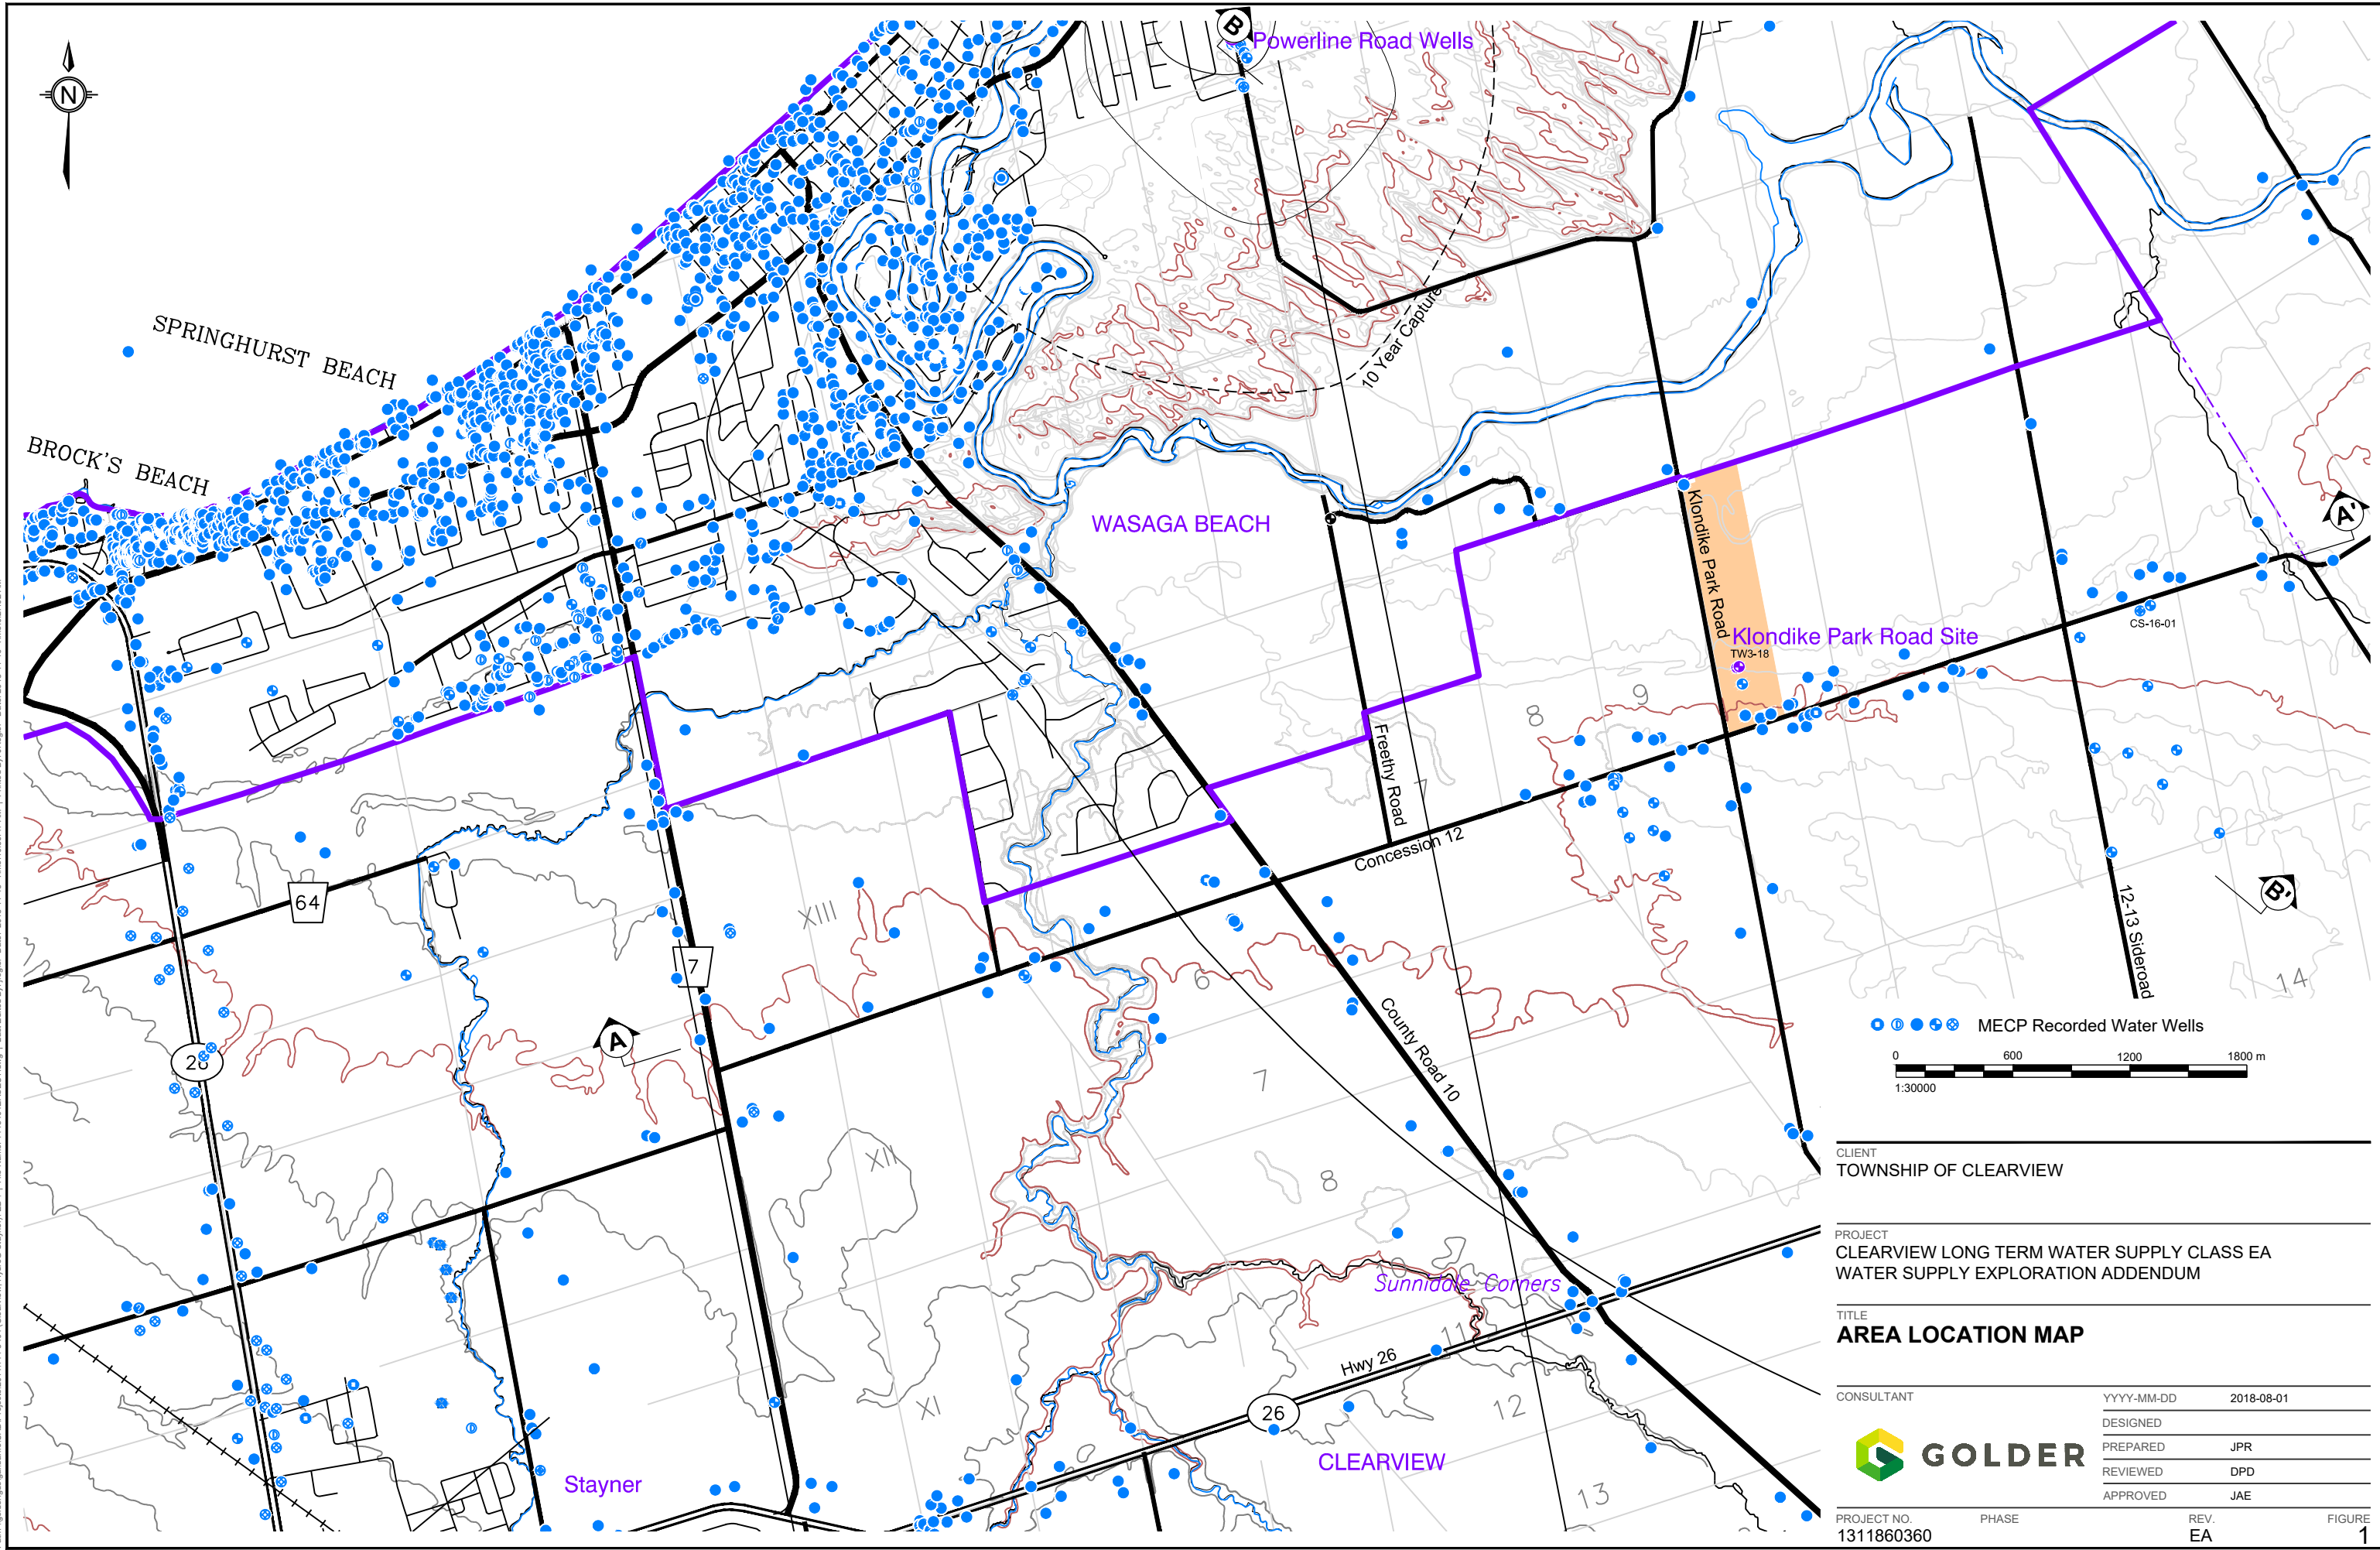 N
B
Powerline Road Wells
SPRINGHURST BEACH
10 Year Capture
BROCK'S BEACH
WASAGA BEACH
A'
Klondike Park Road
Klondike Park Road Site
TW3-18
CS-16-01
9
8
7
Freethy Road
Concession 12
64
XIII
7
B'
12-13 Sideroad
6
14
A
26
County Road 10
MECP Recorded Water Wells
0 600 1200 1800 m
1:30000
7
XII
8
Sunnidale Corners
11
Hwy 26
XI
26
12
CLEARVIEW
Stayner
13
CLIENT
TOWNSHIP OF CLEARVIEW
PROJECT
CLEARVIEW LONG TERM WATER SUPPLY CLASS EA
WATER SUPPLY EXPLORATION ADDENDUM
TITLE
AREA LOCATION MAP
CONSULTANT
GOLDER
YYYY-MM-DD 2018-08-01
DESIGNED
PREPARED JPR
REVIEWED DPD
APPROVED JAE
PROJECT NO. PHASE REV. FIGURE
1311860360 EA 1